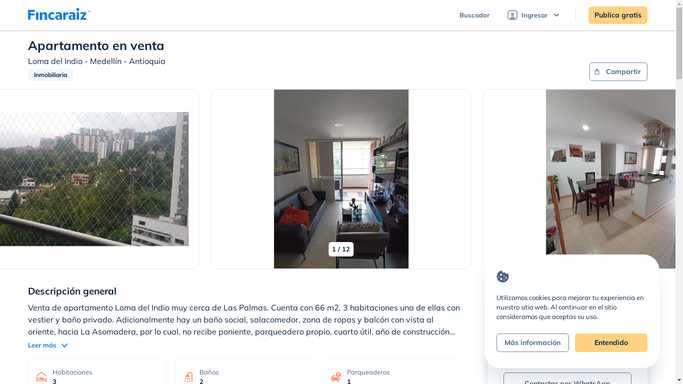 Fincaraiz
Buscador
Ingresar
Publica gratis
Apartamento en venta
Loma del Indio - Medellín - Antioquia
Inmobiliaria
Compartir
1 / 12
Descripción general
Venta de apartamento Loma del Indio muy cerca de Las Palmas. Cuenta con 66 m2, 3 habitaciones una de ellas con
vestier y baño privado. Adicionalmente hay un baño social, salacomedor, zona de ropas y balcón con vista al
oriente, hacia La Asomadera, por lo cual, no recibe poniente, parqueadero propio, cuarto útil, año de construcción...
Leer más
Habitaciones
3
Baños
2
Parqueaderos
1
Utilizamos cookies para mejorar tu experiencia en
nuestro sitio web. Al continuar en el sitio
consideramos que aceptas su uso.
Más información
Entendido
Contactar por WhatsApp